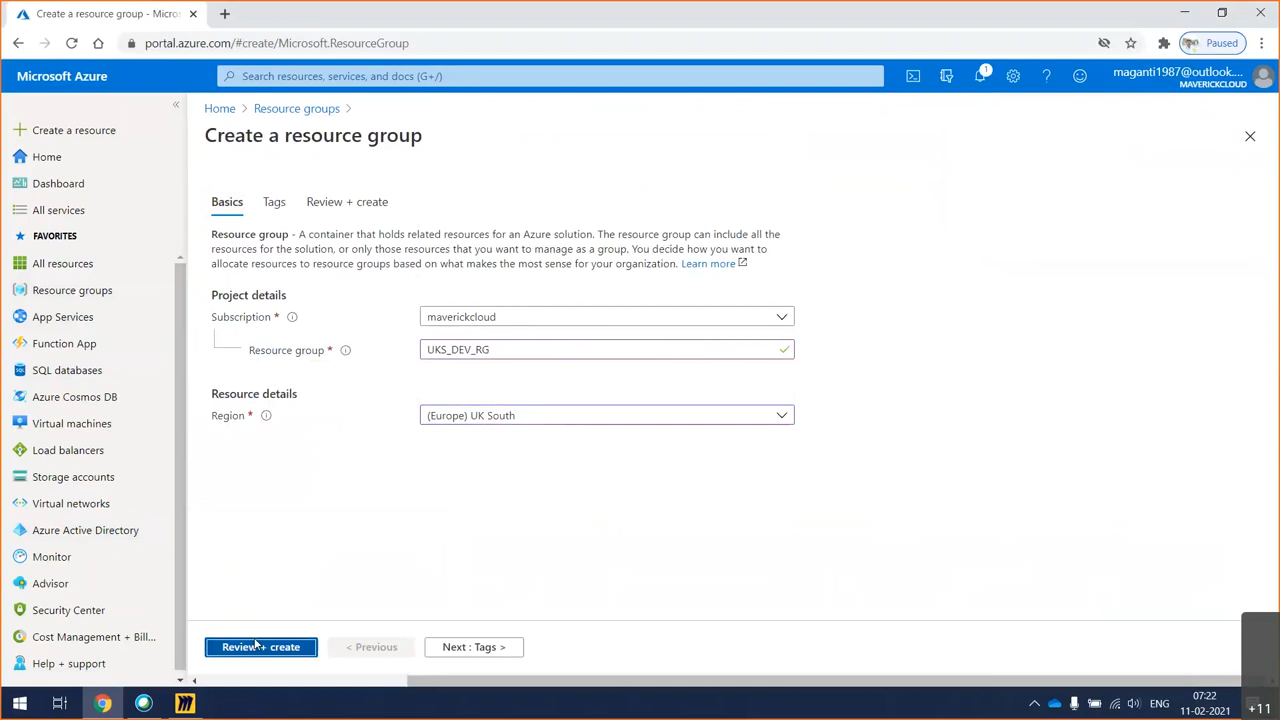 Create a resource group - Micros
portal.azure.com/#create/Microsoft.ResourceGroup
Paused
Microsoft Azure
Search resources, services, and docs (G+/)
1
maganti1987@outlook....
MAVERICKCLOUD
Create a resource
Home
Dashboard
All services
FAVORITES
All resources
Resource groups
App Services
Function App
SQL databases
Azure Cosmos DB
Virtual machines
Load balancers
Storage accounts
Virtual networks
Azure Active Directory
Monitor
Advisor
Security Center
Cost Management + Bill...
Help + support
Home > Resource groups >
Create a resource group
Basics Tags Review + create
Resource group - A container that holds related resources for an Azure solution. The resource group can include all the
resources for the solution, or only those resources that you want to manage as a group. You decide how you want to
allocate resources to resource groups based on what makes the most sense for your organization. Learn more
Project details
Subscription * maverickcloud
Resource group * UKS_DEV_RG
Resource details
Region * (Europe) UK South
Review + create < Previous Next : Tags >
ENG
07:22
11-02-2021
+11